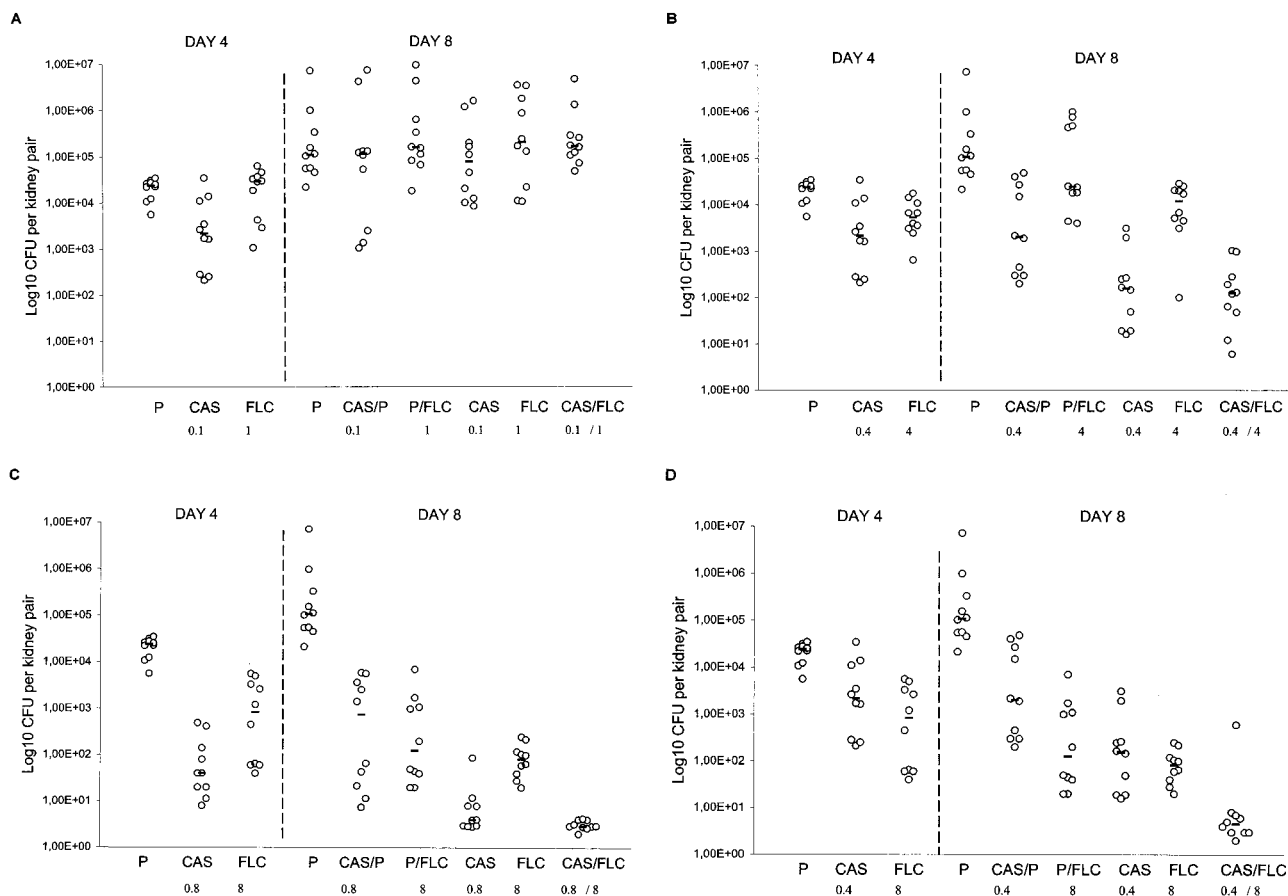 A
DAY 4 DAY 8
Log10 CFU per kidney pair
1,00E+07
1,00E+06
1,00E+05
1,00E+04
1,00E+03
1,00E+02
1,00E+01
1,00E+00
P CAS FLC P CAS/P P/FLC CAS FLC CAS/FLC
0.1 1 0.1 1 0.1 1 0.1 / 1
B
DAY 4 DAY 8
Log10 CFU per kidney pair
1,00E+07
1,00E+06
1,00E+05
1,00E+04
1,00E+03
1,00E+02
1,00E+01
1,00E+00
P CAS FLC P CAS/P P/FLC CAS FLC CAS/FLC
0.4 4 0.4 4 0.4 4 0.4 / 4
C
DAY 4 DAY 8
Log10 CFU per kidney pair
1,00E+07
1,00E+06
1,00E+05
1,00E+04
1,00E+03
1,00E+02
1,00E+01
1,00E+00
P CAS FLC P CAS/P P/FLC CAS FLC CAS/FLC
0.8 8 0.8 8 0.8 8 0.8 / 8
D
DAY 4 DAY 8
Log10 CFU per kidney pair
1,00E+07
1,00E+06
1,00E+05
1,00E+04
1,00E+03
1,00E+02
1,00E+01
1,00E+00
P CAS FLC P CAS/P P/FLC CAS FLC CAS/FLC
0.4 8 0.4 8 0.4 8 0.4 / 8